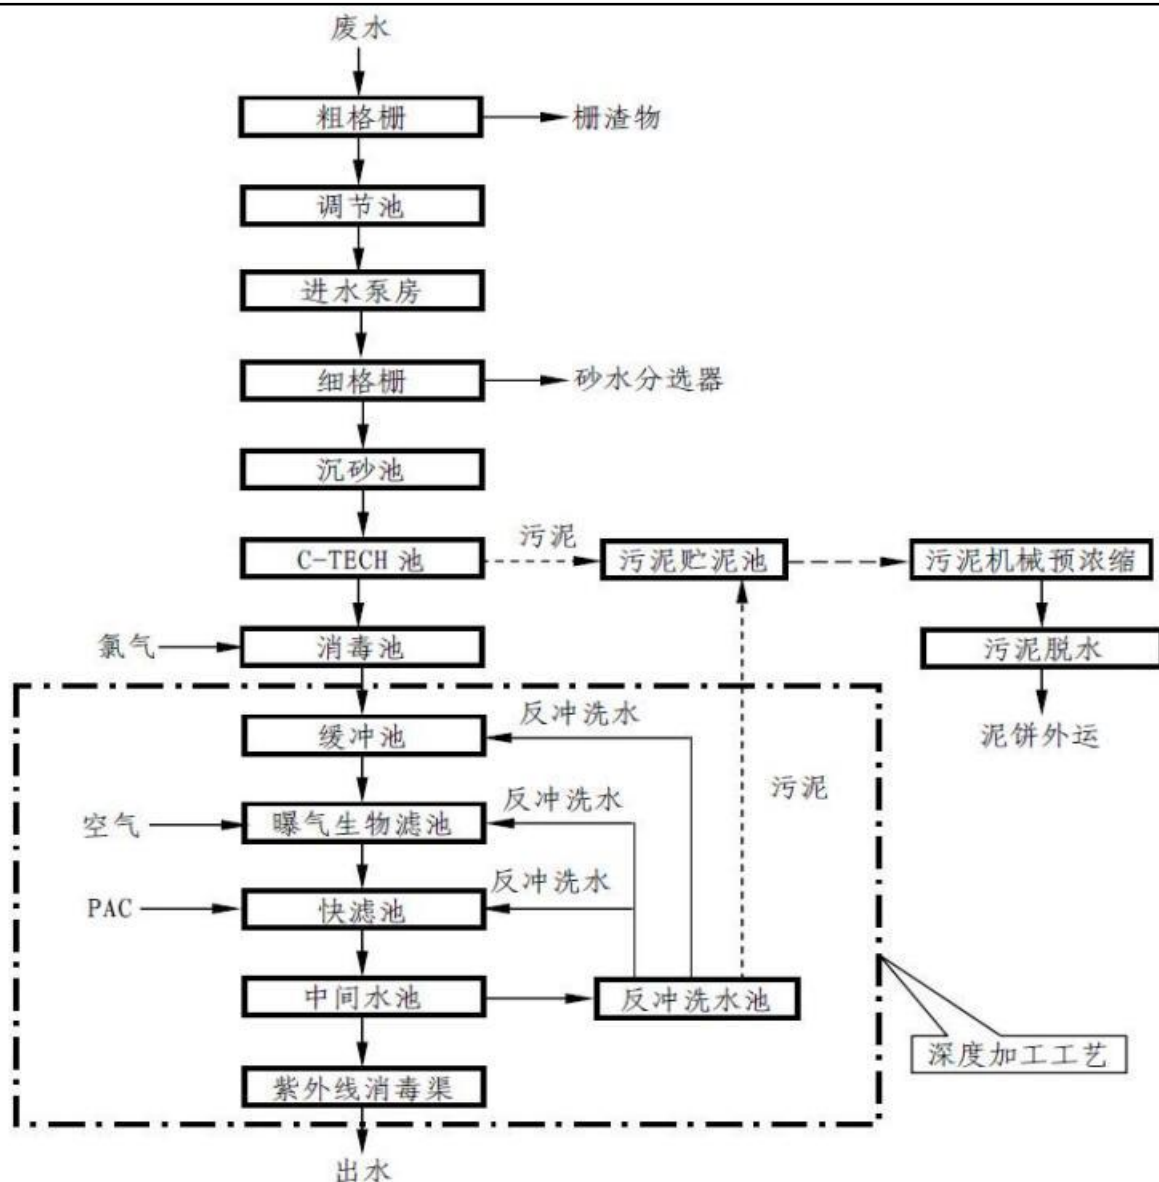 废水
粗格栅
栅渣物
调节池
进水泵房
细格栅
砂水分选器
沉砂池
C-TECH 池
污泥
污泥贮泥池
污泥机械预浓缩
氯气
消毒池
污泥脱水
反冲洗水
缓冲池
泥饼外运
污泥
反冲洗水
空气
曝气生物滤池
反冲洗水
PAC
快滤池
中间水池
反冲洗水池
深度加工工艺
紫外线消毒渠
出水